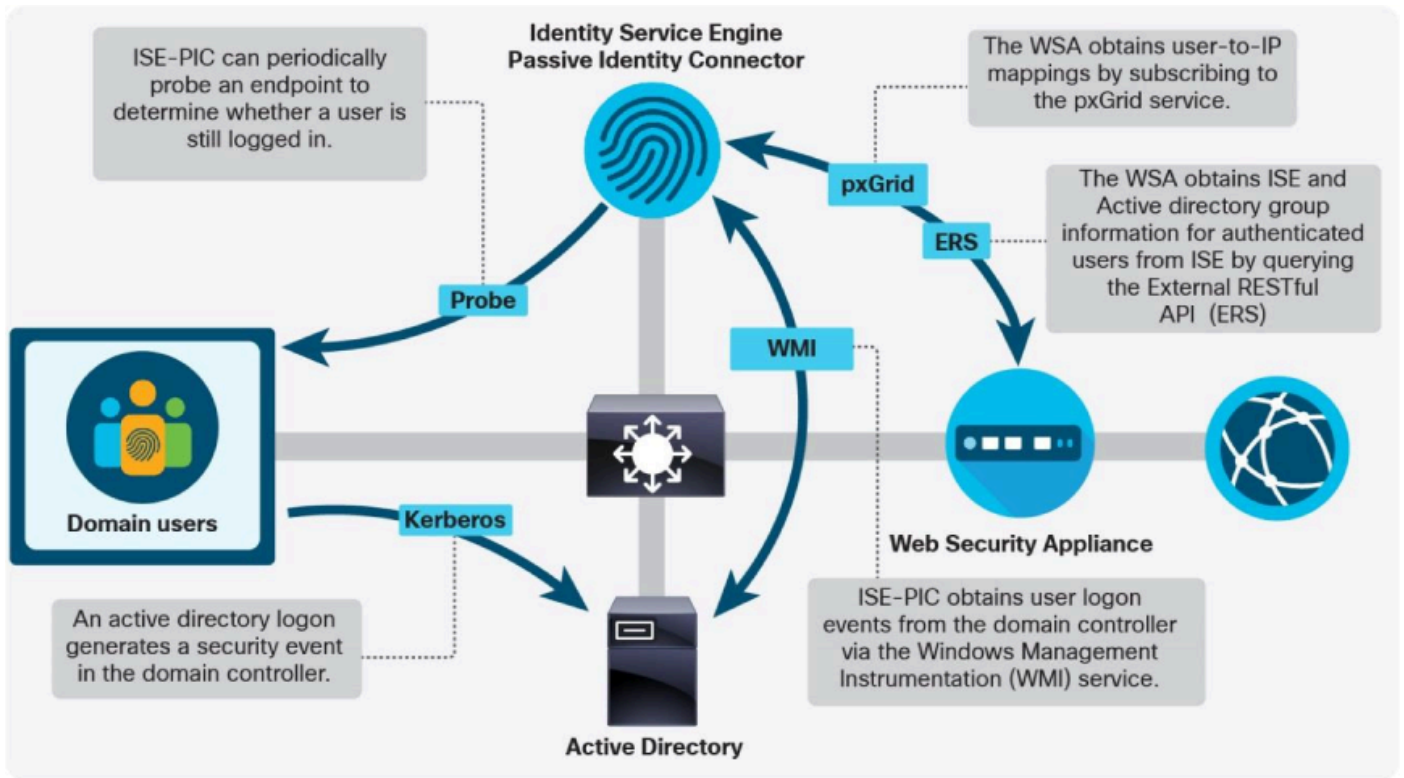 Identity Service Engine
Passive Identity Connector
ISE-PIC can periodically
probe an endpoint to
determine whether a user is
still logged in.
The WSA obtains user-to-IP
mappings by subscribing to
the pxGrid service.
pxGrid
The WSA obtains ISE and
Active directory group
information for authenticated
users from ISE by querying
the External RESTful
API (ERS)
ERS
Probe
WMI
Domain users
Kerberos
Web Security Appliance
An active directory logon
generates a security event
in the domain controller.
ISE-PIC obtains user logon
events from the domain controller
via the Windows Management
Instrumentation (WMI) service.
Active Directory